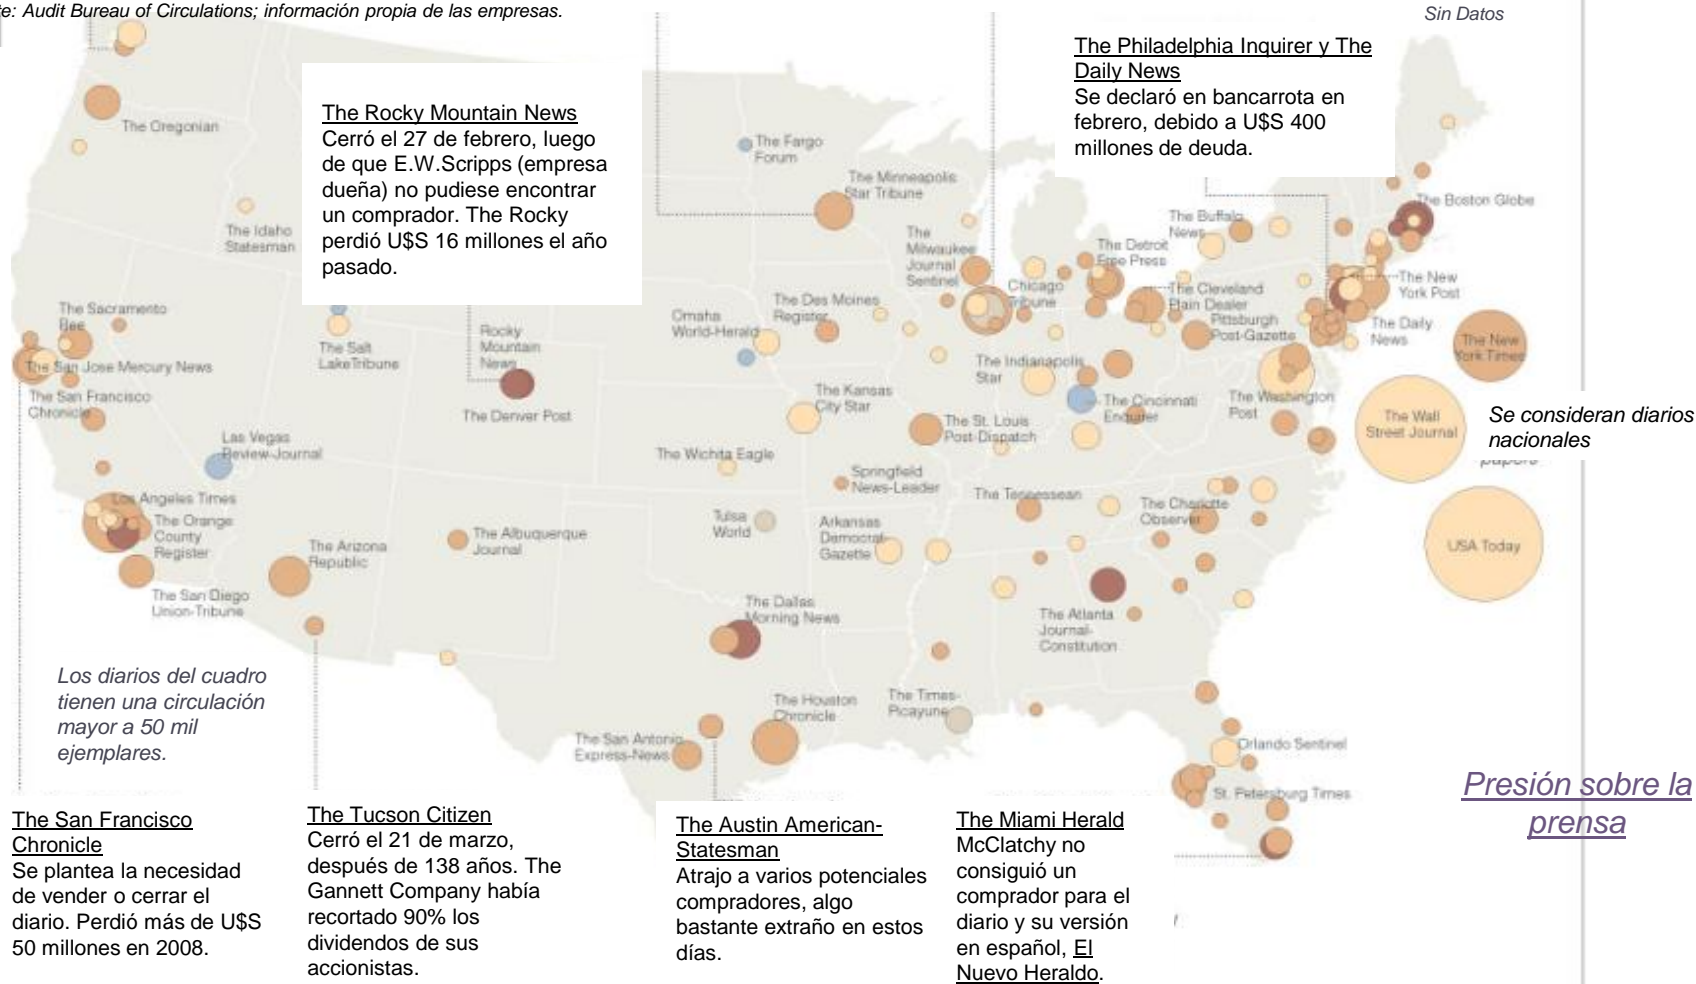 te: Audit Bureau of Circulations; información propia de las empresas.
Sin Datos
The Philadelphia Inquirer y The
Daily News
Se declaró en bancarrota en
febrero, debido a U$S 400
millones de deuda.
The Rocky Mountain News
Cerró el 27 de febrero, luego
de que E.W.Scripps (empresa
dueña) no pudiese encontrar
un comprador. The Rocky
perdió U$S 16 millones el año
pasado.
The Oregonian
The Fargo
Forum
The Minneapolis
Star Tribune
The Idaho
Statesman
The
Milwaukee
Journal
Sentinel
The Buffalo
News
The Boston Globe
The Detroit
Free Press
Chicago
Tribune
The Cleveland
Plain Dealer
The New
York Post
The Sacramento
Bee
The Des Moines
Register
Omaha
World-Herald
Pittsburgh
Post-Gazette
The Daily
News
The New
York Times
The Salt
LakeTribune
Rocky
Mountain
News
The San Jose Mercury News
The Indianapolis
Star
The San Francisco
Chronicle
The Denver Post
The Kansas
City Star
The Cincinnati
Enquirer
The Washington
Post
The Wall
Street Journal
Se consideran diarios
nacionales
papers
The St. Louis
Post-Dispatch
Las Vegas
Review-Journal
The Wichita Eagle
Springfield
News-Leader
The Tennessean
The Charlotte
Observer
Los Angeles Times
The Orange
County
Register
The Albuquerque
Journal
Tulsa
World
Arkansas
Democrat-
Gazette
USA Today
The Arizona
Republic
The San Diego
Union-Tribune
The Dallas
Morning News
The Atlanta
Journal-
Constitution
Los diarios del cuadro
tienen una circulación
mayor a 50 mil
ejemplares.
The Houston
Chronicle
The Times-
Picayune
The San Antonio
Express-News
Orlando Sentinel
St. Petersburg Times
Presión sobre la
prensa
The San Francisco
Chronicle
Se plantea la necesidad
de vender o cerrar el
diario. Perdió más de U$S
50 millones en 2008.
The Tucson Citizen
Cerró el 21 de marzo,
después de 138 años. The
Gannett Company había
recortado 90% los
dividendos de sus
accionistas.
The Austin American-
Statesman
Atrajo a varios potenciales
compradores, algo
bastante extraño en estos
días.
The Miami Herald
McClatchy no
consiguió un
comprador para el
diario y su versión
en español, El
Nuevo Heraldo.